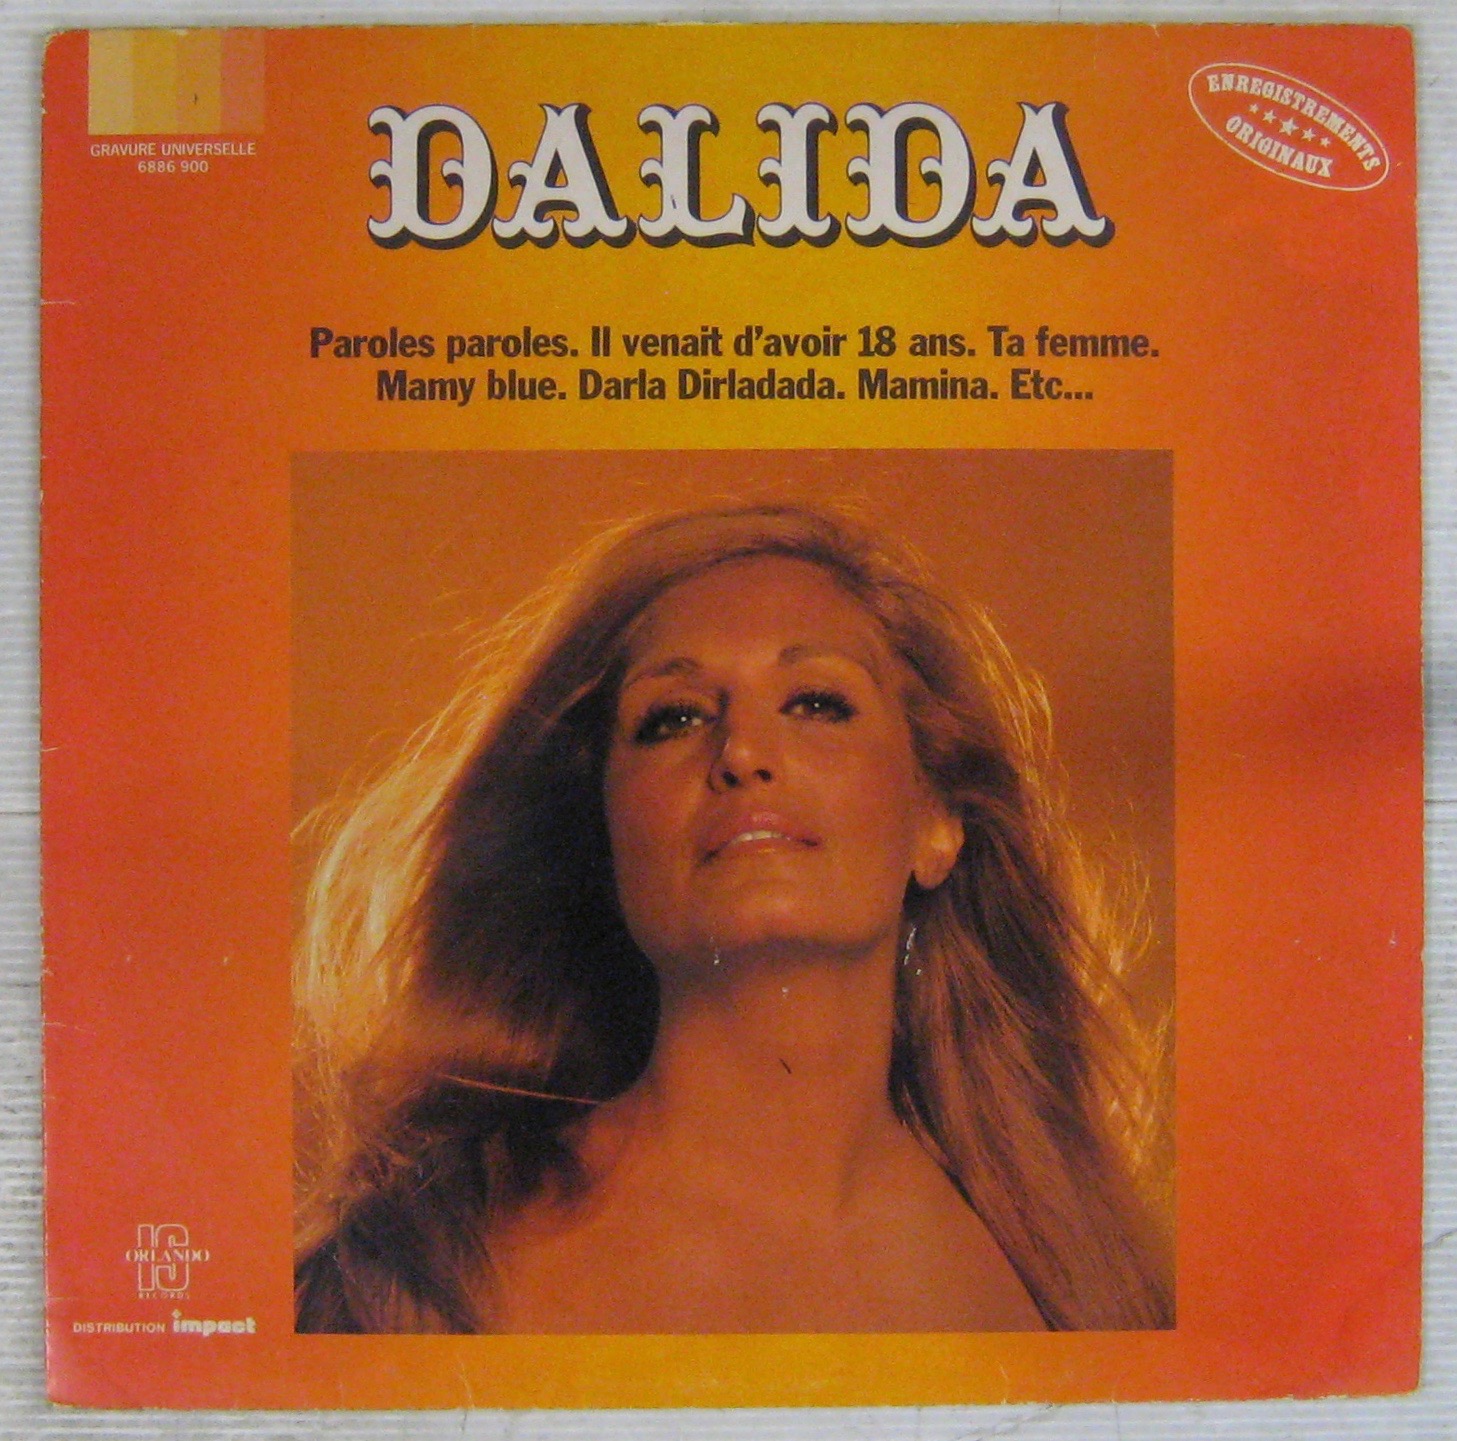 GRAVURE UNIVERSELLE
6886 900
DALIDA
ENREGISTREMENTS
ORIGINAUX
Paroles paroles. Il venait d'avoir 18 ans. Ta femme.
Mamy blue. Darla Dirladada. Mamina. Etc...
IS
ORLANDO
RECORDS
DISTRIBUTION impact